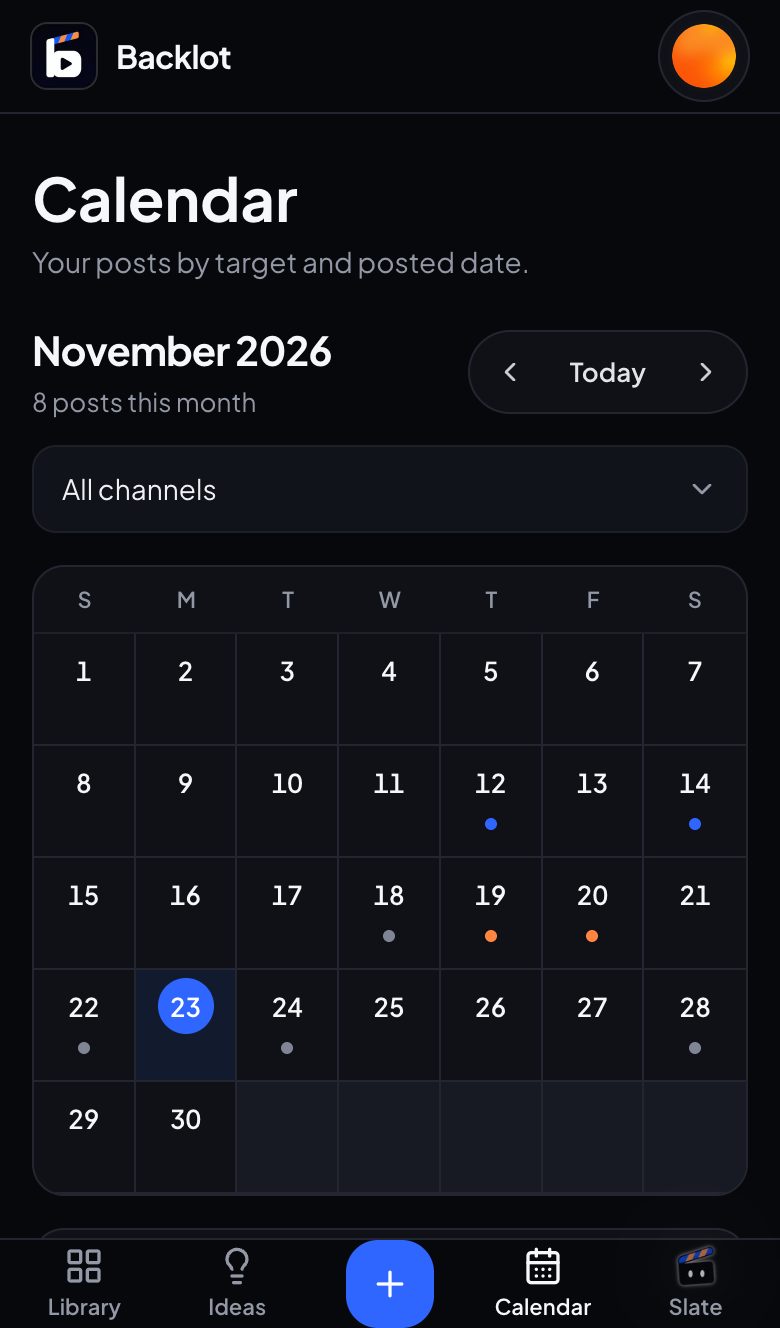 Backlot
Calendar
Your posts by target and posted date.
November 2026
8 posts this month
Today
All channels
S M T W T F S
1 2 3 4 5 6 7
8 9 10 11 12 13 14
15 16 17 18 19 20 21
22 23 24 25 26 27 28
29 30
Library Ideas Calendar Slate